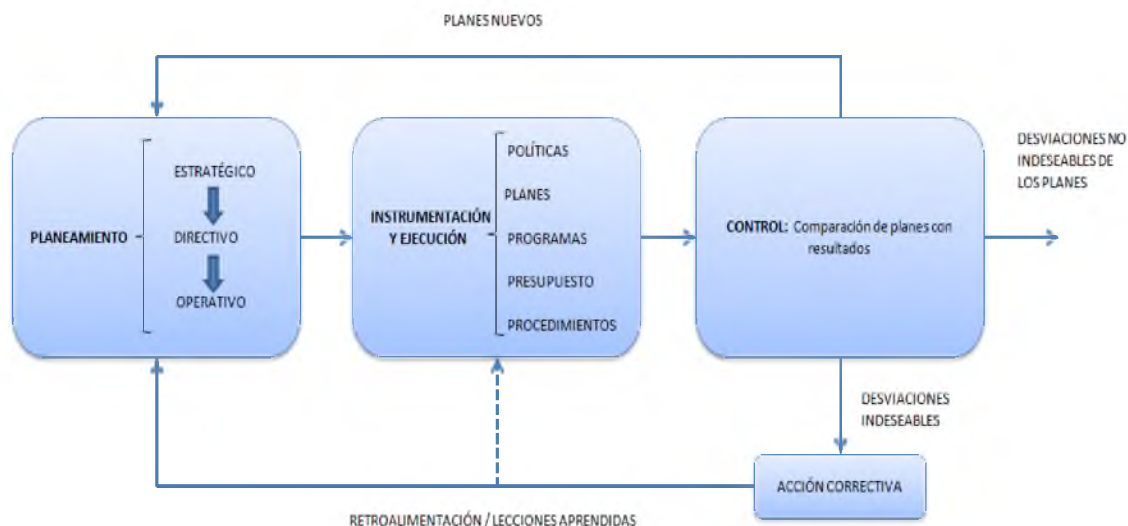 PLANES NUEVOS
PLANEAMIENTO
ESTRATÉGICO
DIRECTIVO
OPERATIVO
INSTRUMENTACIÓN
Y EJECUCIÓN
POLÍTICAS
PLANES
PROGRAMAS
PRESUPUESTO
PROCEDIMIENTOS
CONTROL: Comparación de planes con
resultados
DESVIACIONES NO
INDESEABLES DE
LOS PLANES
DESVIACIONES
INDESEABLES
ACCIÓN CORRECTIVA
RETROALIMENTACIÓN / LECCIONES APRENDIDAS